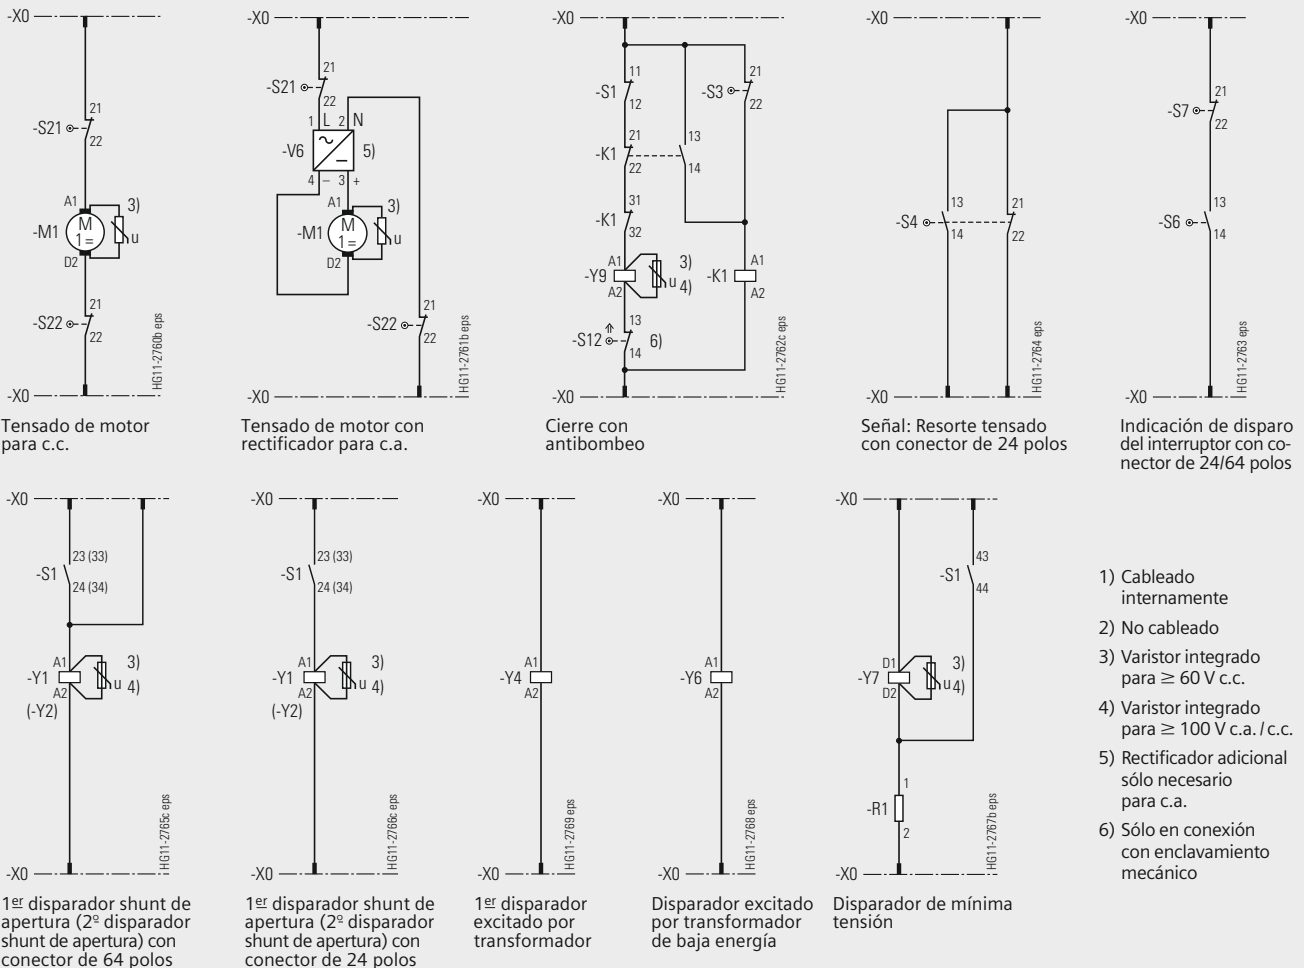 -X0
-S21
21
22
A1
-M1
M
1=
3)
u
D2
-S22
21
22
-X0
HG11-2760b eps
Tensado de motor
para c.c.
-X0
-S21
21
22
1 L 2 N
-V6
5)
4 – 3 +
A1
-M1
M
1=
3)
u
D2
-S22
21
22
-X0
HG11-2761b eps
Tensado de motor con
rectificador para c.a.
-X0
-S1
11
12
-S3
21
22
-K1
21
22
13
14
-K1
31
32
-Y9
A1
A2
3)
u 4)
-K1
A1
A2
-S12
13
14
6)
-X0
HG11-2762c eps
Cierre con
antibombeo
-X0
-S4
13
14
21
22
-X0
HG11-2764 eps
Señal: Resorte tensado
con conector de 24 polos
-X0
-S7
21
22
-S6
13
14
-X0
HG11-2763 eps
Indicación de disparo
del interruptor con co-
nector de 24/64 polos
-X0
-S1
23 (33)
24 (34)
A1
-Y1
A2
(-Y2)
3)
u 4)
-X0
HG11-2765c eps
1er disparador shunt de
apertura (2º disparador
shunt de apertura) con
conector de 64 polos
-X0
-S1
23 (33)
24 (34)
A1
-Y1
A2
(-Y2)
3)
u 4)
-X0
HG11-2766c eps
1er disparador shunt de
apertura (2º disparador
shunt de apertura) con
conector de 24 polos
-X0
A1
-Y4
A2
-X0
HG11-2769 eps
1er disparador
excitado por
transformador
-X0
A1
-Y6
A2
-X0
HG11-2768 eps
Disparador excitado
por transformador
de baja energía
-X0
-S1
43
44
D1
-Y7
D2
3)
u 4)
-R1
1
2
-X0
HG11-2767b eps
Disparador de mínima
tensión
1) Cableado
internamente
2) No cableado
3) Varistor integrado
para ≥ 60 V c.c.
4) Varistor integrado
para ≥ 100 V c.a. / c.c.
5) Rectificador adicional
sólo necesario
para c.a.
6) Sólo en conexión
con enclavamiento
mecánico